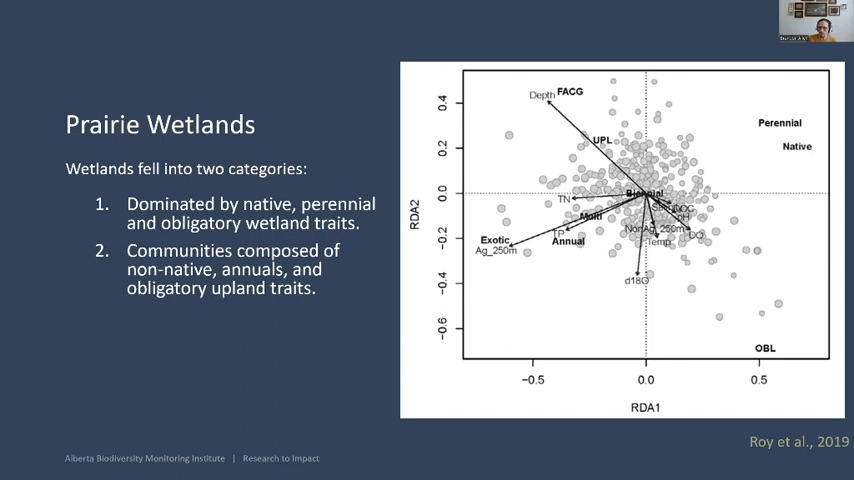 Prairie Wetlands
Wetlands fell into two categories:
1. Dominated by native, perennial
and obligatory wetland traits.
2. Communities composed of
non-native, annuals, and
obligatory upland traits.
Depth FACG
Perennial
UPL
Native
Biennial
TN
DOC
Multi
pH
TP
NonAg_250m
DO
Annual
Temp
Exotic
Ag_250m
d18O
OBL
RDA2
0.4
0.2
0.0
−0.2
−0.4
−0.6
−0.5
0.0
0.5
RDA1
Roy et al., 2019
Alberta Biodiversity Monitoring Institute | Research to Impact